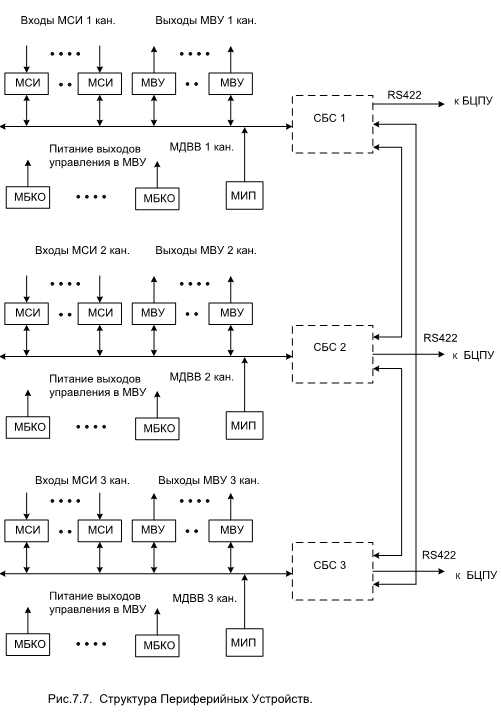 Входы МСИ 1 кан. Выходы МВУ 1 кан.
МСИ МСИ МВУ МВУ
СБС 1
RS422
к БЦПУ
Питание выходов
управления в МВУ
МДВВ 1 кан.
МБКО МБКО МИП
Входы МСИ 2 кан. Выходы МВУ 2 кан.
МСИ МСИ МВУ МВУ
СБС 2
RS422
к БЦПУ
Питание выходов
управления в МВУ
МДВВ 2 кан.
МБКО МБКО МИП
Входы МСИ 3 кан. Выходы МВУ 3 кан.
МСИ МСИ МВУ МВУ
СБС 3
RS422
к БЦПУ
Питание выходов
управления в МВУ
МДВВ 3 кан.
МБКО МБКО МИП
Рис.7.7. Структура Периферийных Устройств.